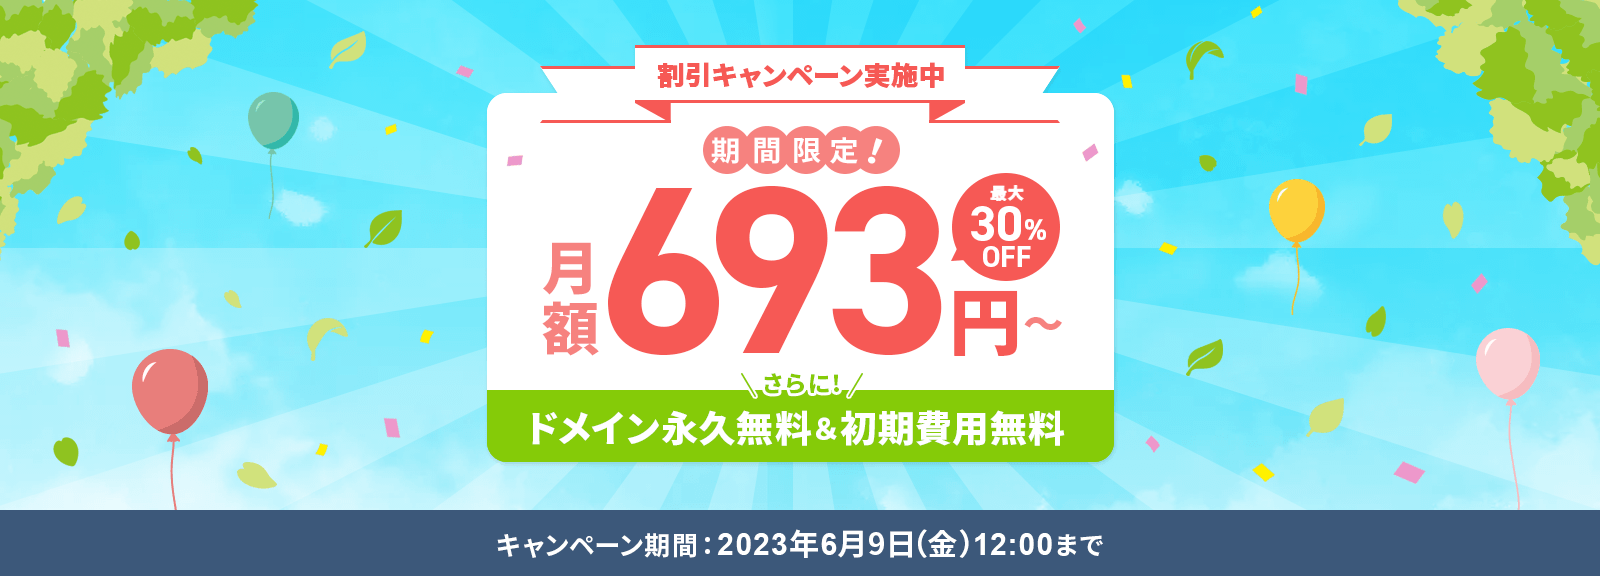 割引キャンペーン実施中
期間限定!
月額693円〜
最大
30%
OFF
さらに!
ドメイン永久無料&初期費用無料
キャンペーン期間：2023年6月9日(金)12:00まで